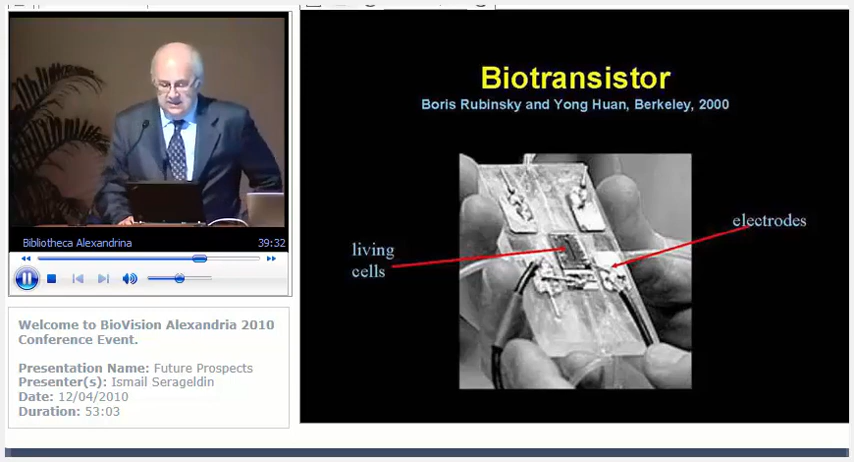 Biotransistor
Boris Rubinsky and Yong Huan, Berkeley, 2000
electrodes
living
cells
Bibliotheca Alexandrina 39:32
Welcome to BioVision Alexandria 2010
Conference Event.
Presentation Name: Future Prospects
Presenter(s): Ismail Serageldin
Date: 12/04/2010
Duration: 53:03